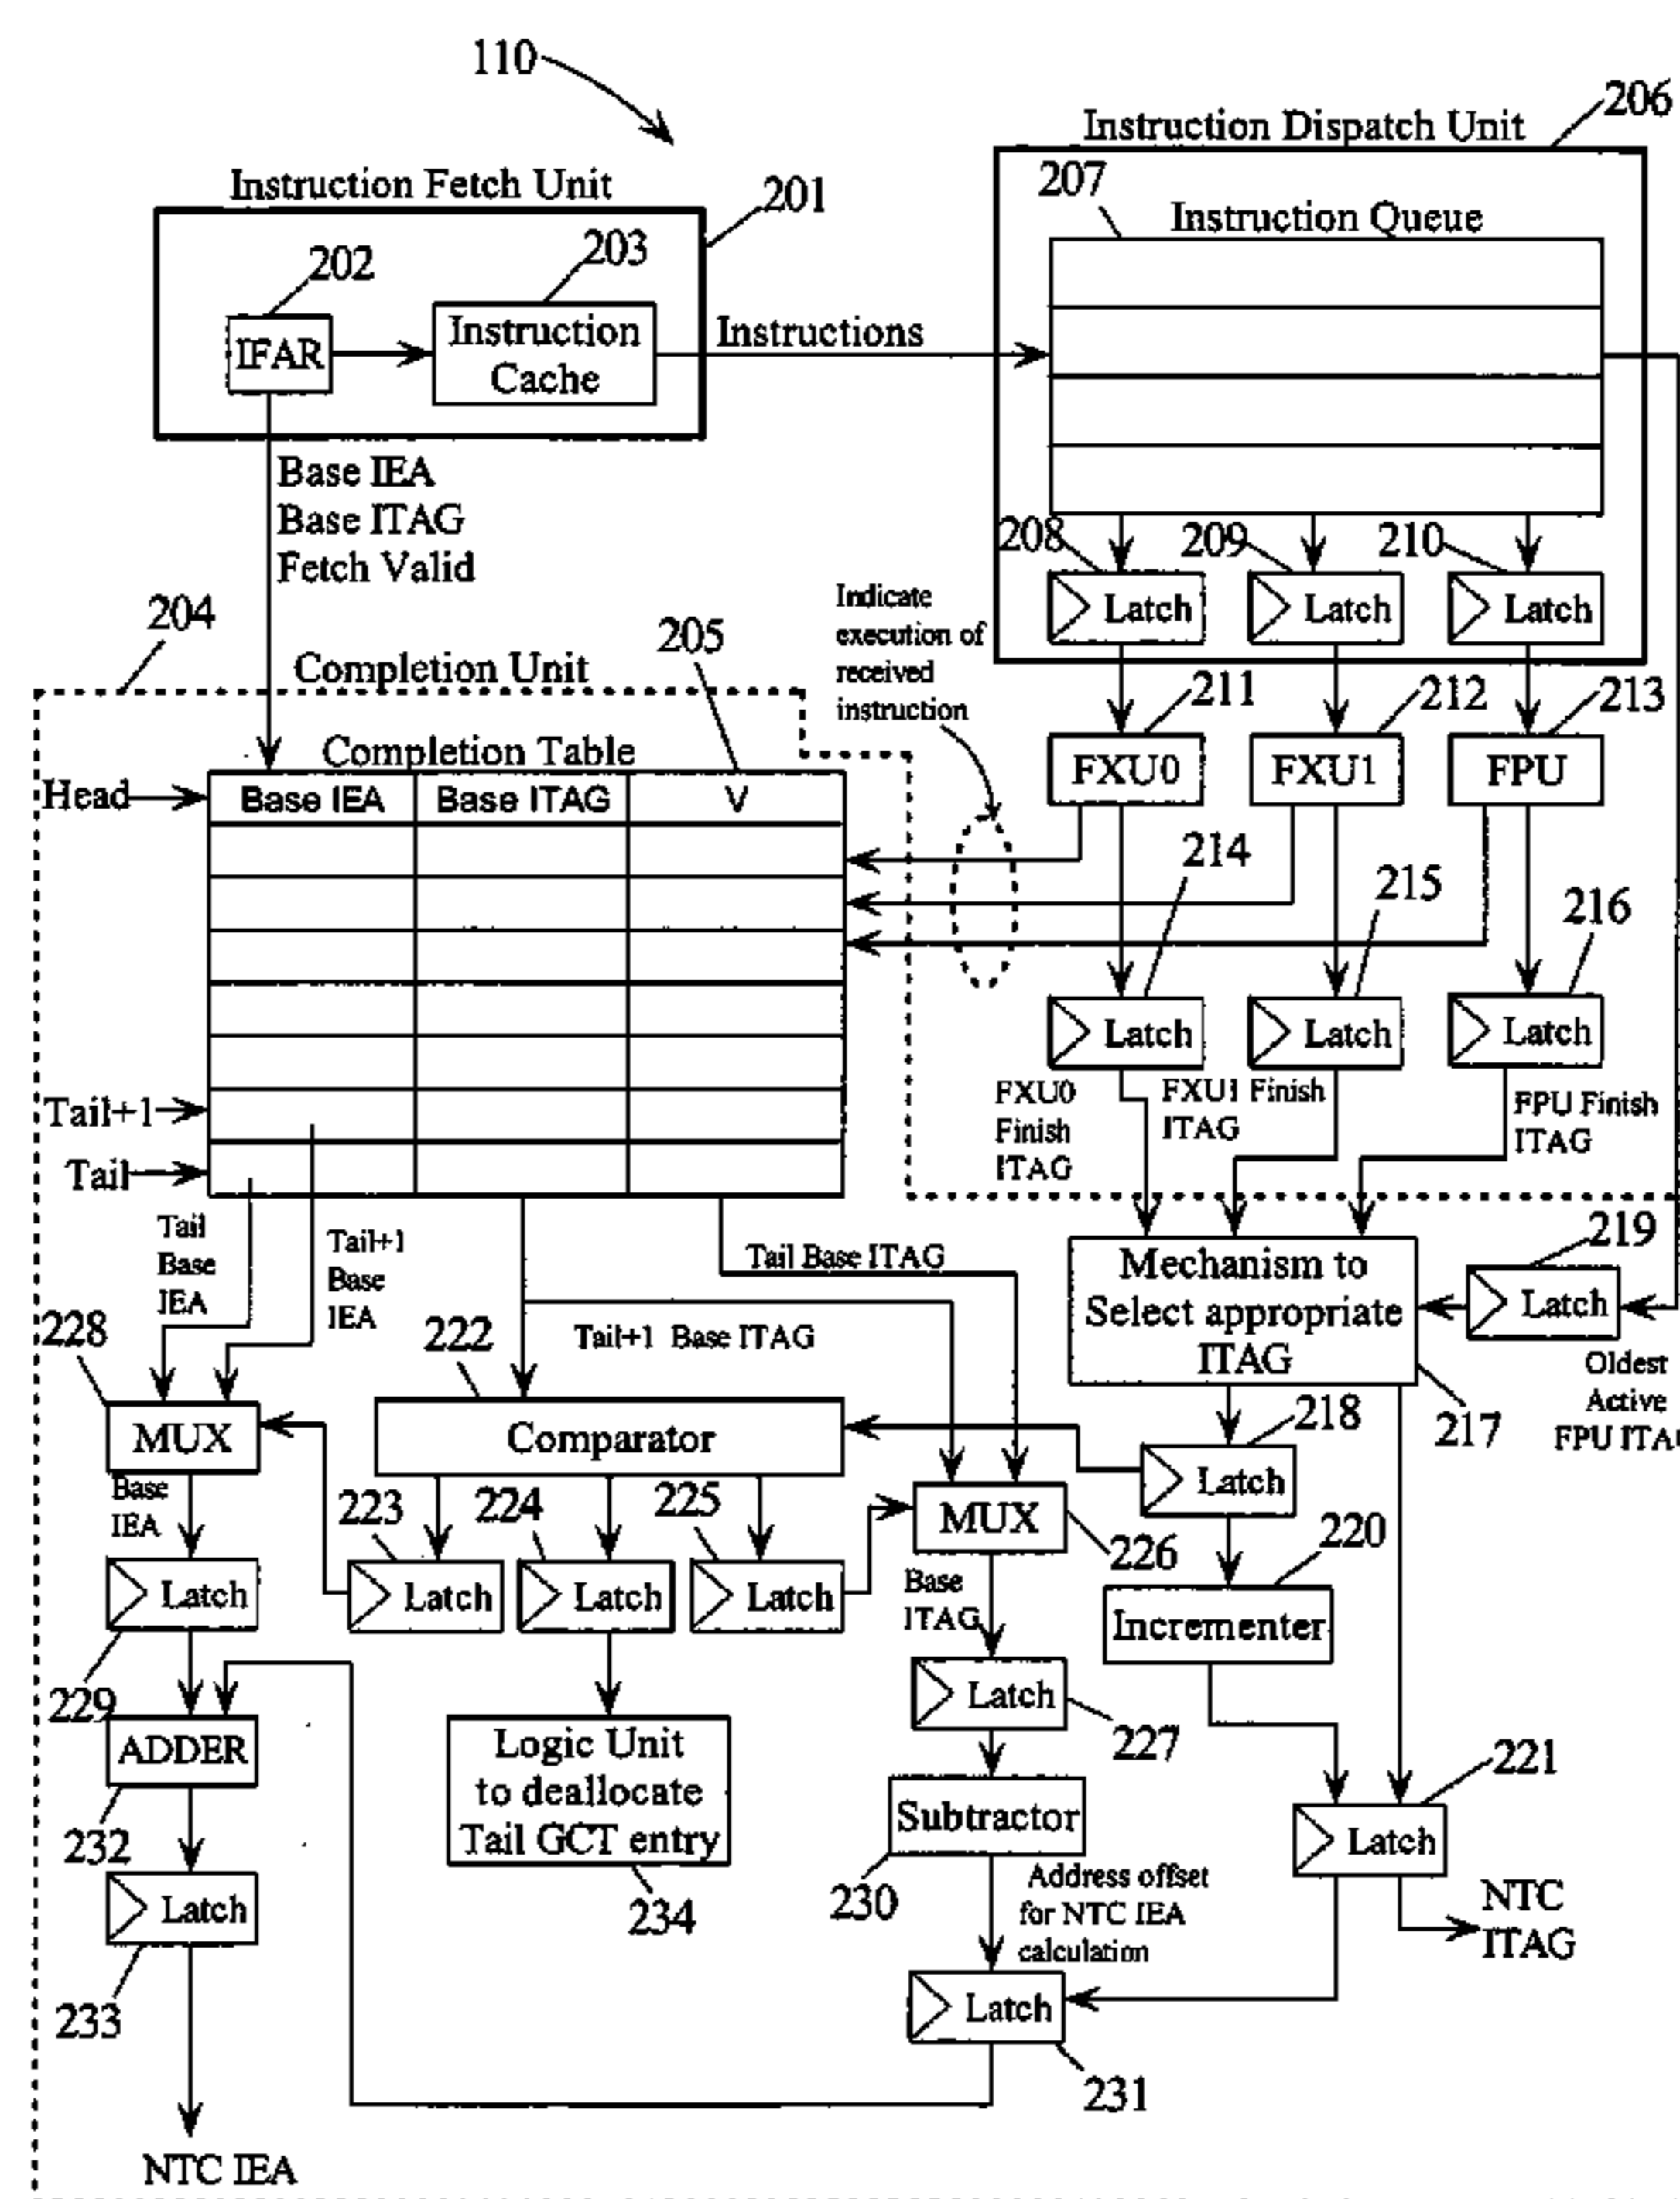 110
206
Instruction Dispatch Unit
207
Instruction Queue
Instruction Fetch Unit
201
202
203
IFAR
Instruction
Cache
Instructions
Base IEA
Base ITAG
Fetch Valid
208
209
210
Latch
Latch
Latch
Indicate
execution of
received
instruction
204
Completion Unit
205
211
212
213
FXU0
FXU1
FPU
Completion Table
Head
Base IEA
Base ITAG
V
214
215
216
Latch
Latch
Latch
FXU0
Finish
ITAG
FXU1 Finish
ITAG
FPU Finish
ITAG
Tail+1
Tail
Tail
Base
IEA
Tail+1
Base
IEA
Tail Base ITAG
Tail+1 Base ITAG
Mechanism to
Select appropriate
ITAG
217
219
Latch
Oldest
Active
FPU ITA
228
MUX
222
Comparator
218
Latch
Base
IEA
223
224
225
Latch
Latch
Latch
Latch
229
MUX
226
220
Incrementer
Base
ITAG
Latch
227
ADDER
232
Logic Unit
to deallocate
Tail GCT entry
234
Subtractor
230
221
Latch
Address offset
for NTC IEA
calculation
NTC
ITAG
Latch
233
Latch
231
NTC IEA